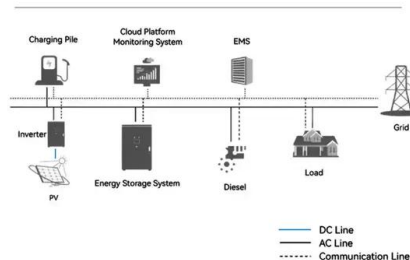 Charging Pile
Cloud Platform
Monitoring System
EMS
Grid
Inverter
PV
Energy Storage System
Diesel
Load
DC Line
AC Line
Communication Line